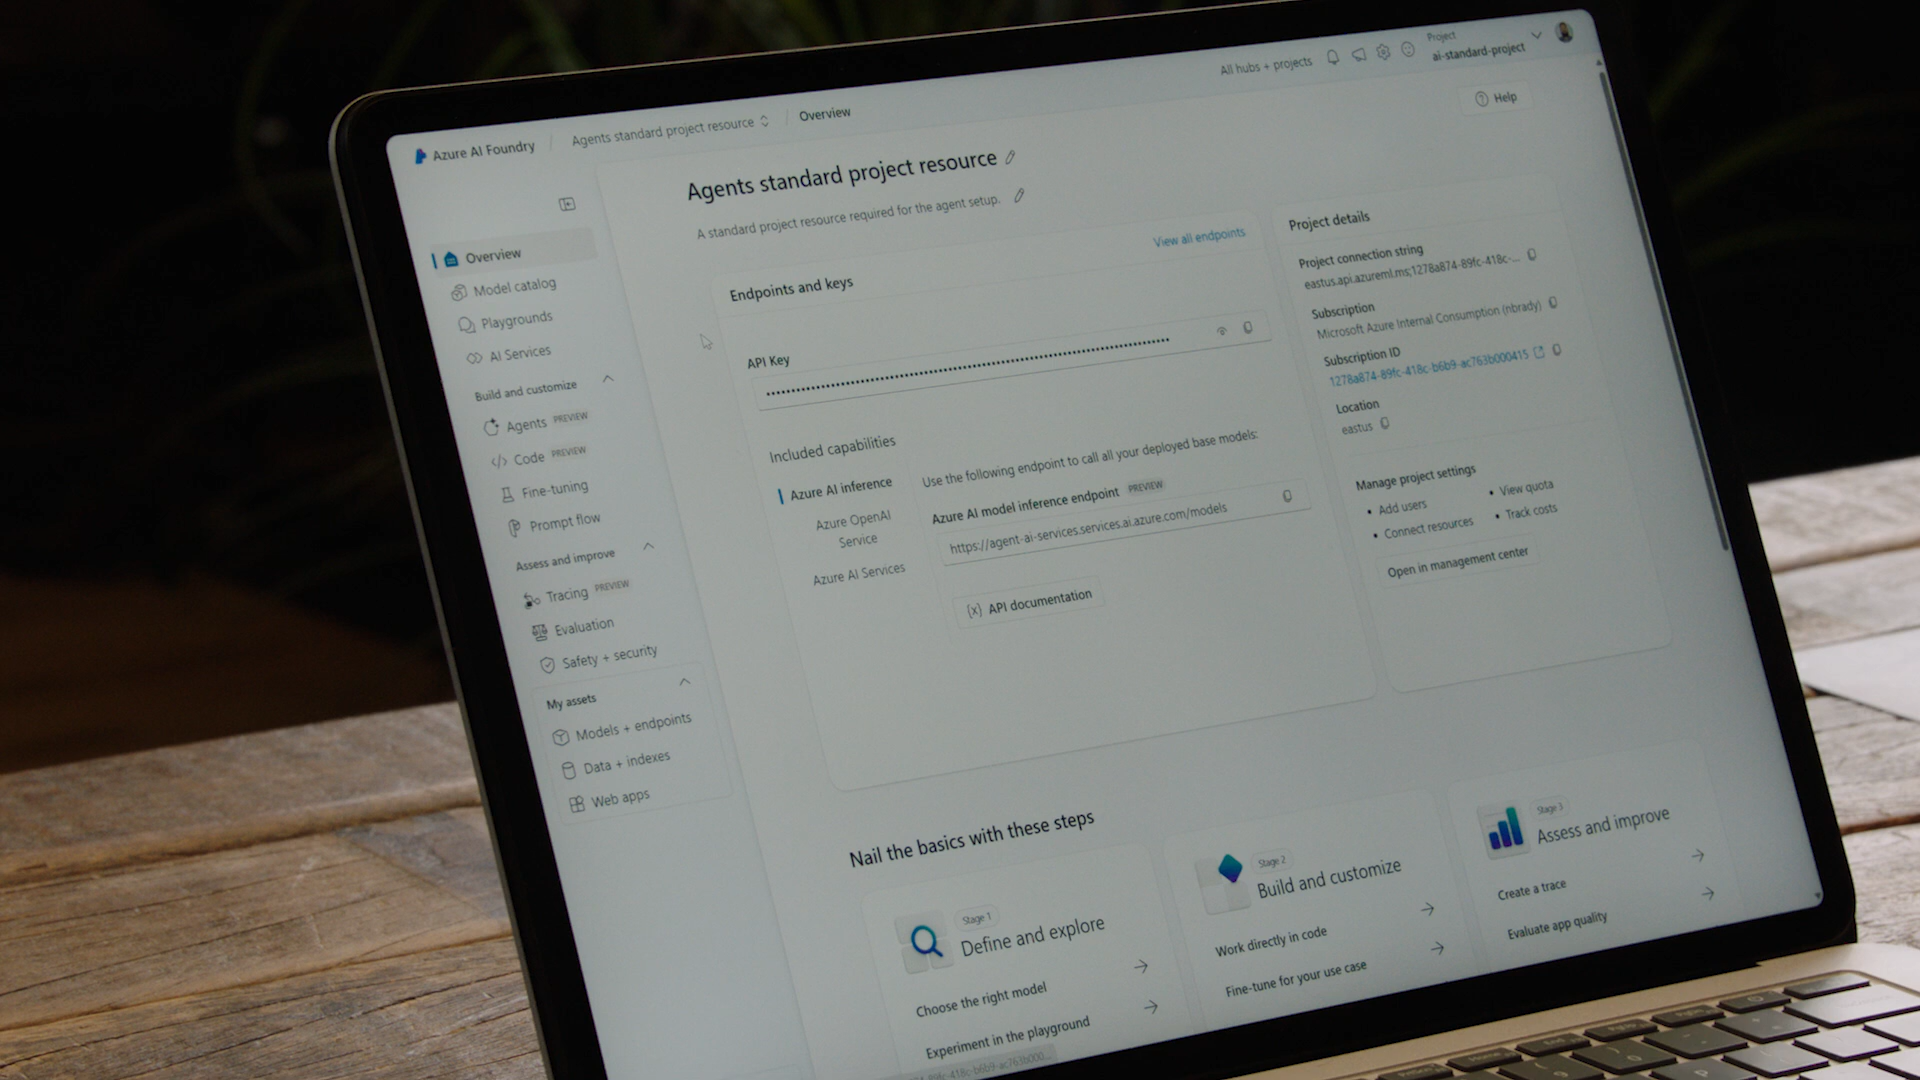 Azure AI Foundry / Agents standard project resource / Overview
All hubs + projects
Project
ai-standard-project
Help
Overview
Model catalog
Playgrounds
AI Services
Build and customize
Agents PREVIEW
Code PREVIEW
Fine-tuning
Prompt flow
Assess and improve
Tracing PREVIEW
Evaluation
Safety + security
My assets
Models + endpoints
Data + indexes
Web apps
Agents standard project resource
A standard project resource required for the agent setup.
Endpoints and keys
View all endpoints
API Key
Included capabilities
Azure AI inference
Azure OpenAI
Service
Azure AI Services
Use the following endpoint to call all your deployed base models:
Azure AI model inference endpoint PREVIEW
https://agent-ai-services.services.ai.azure.com/models
{x} API documentation
Project details
Project connection string
eastus.api.azureml.ms;1278a874-89fc-418c-...
Subscription
Microsoft Azure Internal Consumption (nbrady)
Subscription ID
1278a874-89fc-418c-b6b9-ac763b000415
Location
eastus
Manage project settings
• Add users
• View quota
• Connect resources
• Track costs
Open in management center
Nail the basics with these steps
Stage 1
Define and explore
Choose the right model
Experiment in the playground
Stage 2
Build and customize
Work directly in code
Fine-tune for your use case
Stage 3
Assess and improve
Create a trace
Evaluate app quality